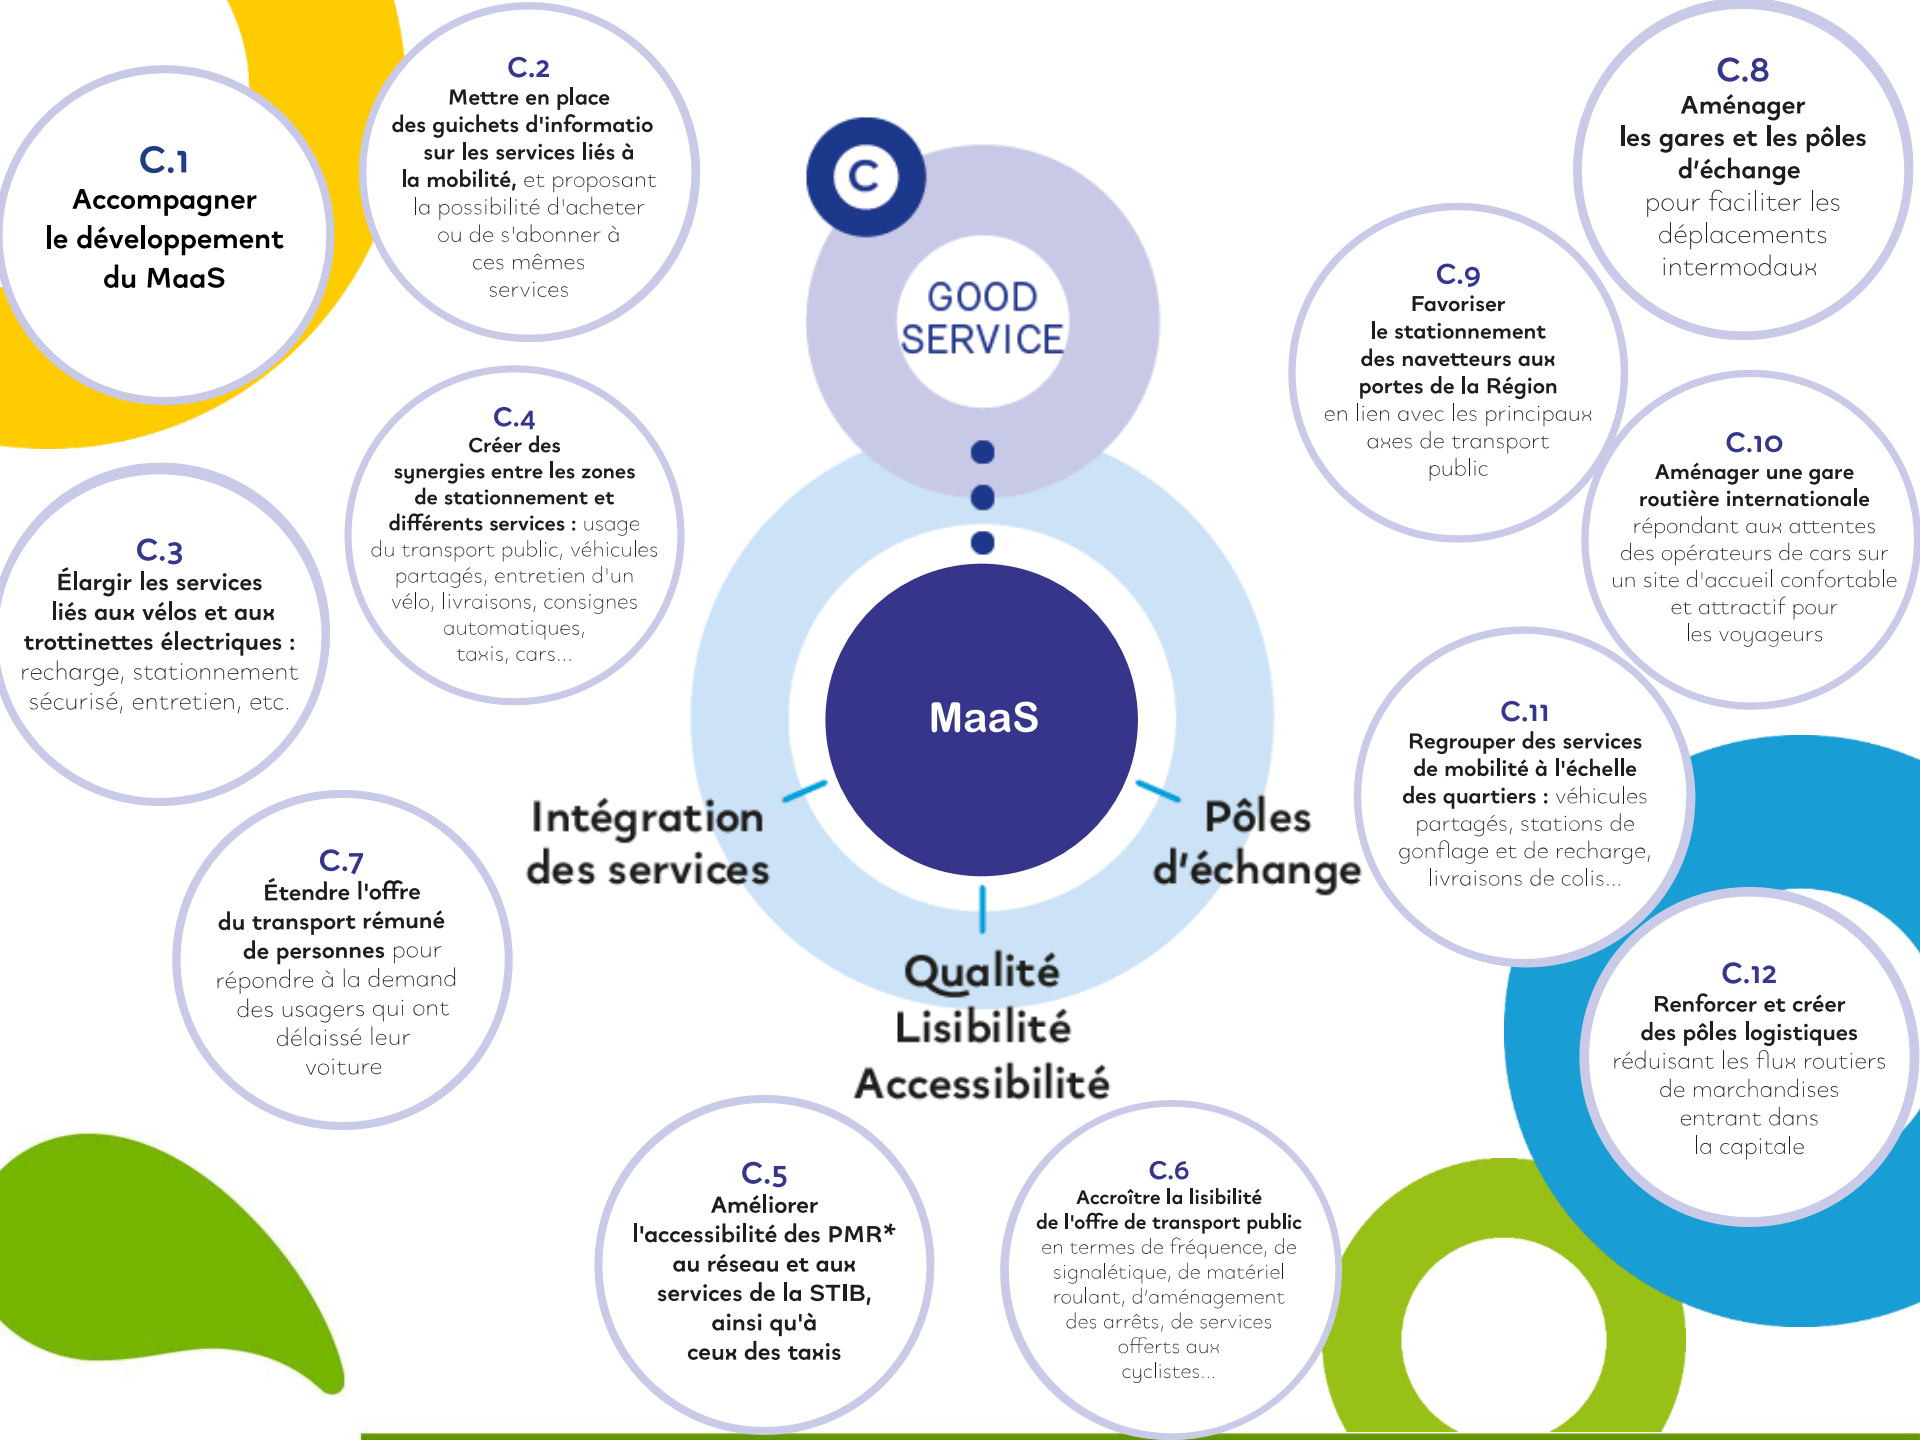 C.1
Accompagner
le développement
du MaaS
C.2
Mettre en place
des guichets d'informatio
sur les services liés à
la mobilité, et proposant
la possibilité d'acheter
ou de s'abonner à
ces mêmes
services
C.3
Élargir les services
liés aux vélos et aux
trottinettes électriques :
recharge, stationnement
sécurisé, entretien, etc.
C.4
Créer des
synergies entre les zones
de stationnement et
différents services : usage
du transport public, véhicules
partagés, entretien d'un
vélo, livraisons, consignes
automatiques,
taxis, cars...
C.7
Étendre l'offre
du transport rémuné
de personnes pour
répondre à la demand
des usagers qui ont
délaissé leur
voiture
C
GOOD
SERVICE
MaaS
Intégration
des services
Pôles
d'échange
Qualité
Lisibilité
Accessibilité
C.5
Améliorer
l'accessibilité des PMR*
au réseau et aux
services de la STIB,
ainsi qu'à
ceux des taxis
C.6
Accroître la lisibilité
de l'offre de transport public
en termes de fréquence, de
signalétique, de matériel
roulant, d'aménagement
des arrêts, de services
offerts aux
cyclistes...
C.8
Aménager
les gares et les pôles
d'échange
pour faciliter les
déplacements
intermodaux
C.9
Favoriser
le stationnement
des navetteurs aux
portes de la Région
en lien avec les principaux
axes de transport
public
C.10
Aménager une gare
routière internationale
répondant aux attentes
des opérateurs de cars sur
un site d'accueil confortable
et attractif pour
les voyageurs
C.11
Regrouper des services
de mobilité à l'échelle
des quartiers : véhicules
partagés, stations de
gonflage et de recharge,
livraisons de colis...
C.12
Renforcer et créer
des pôles logistiques
réduisant les flux routiers
de marchandises
entrant dans
la capitale